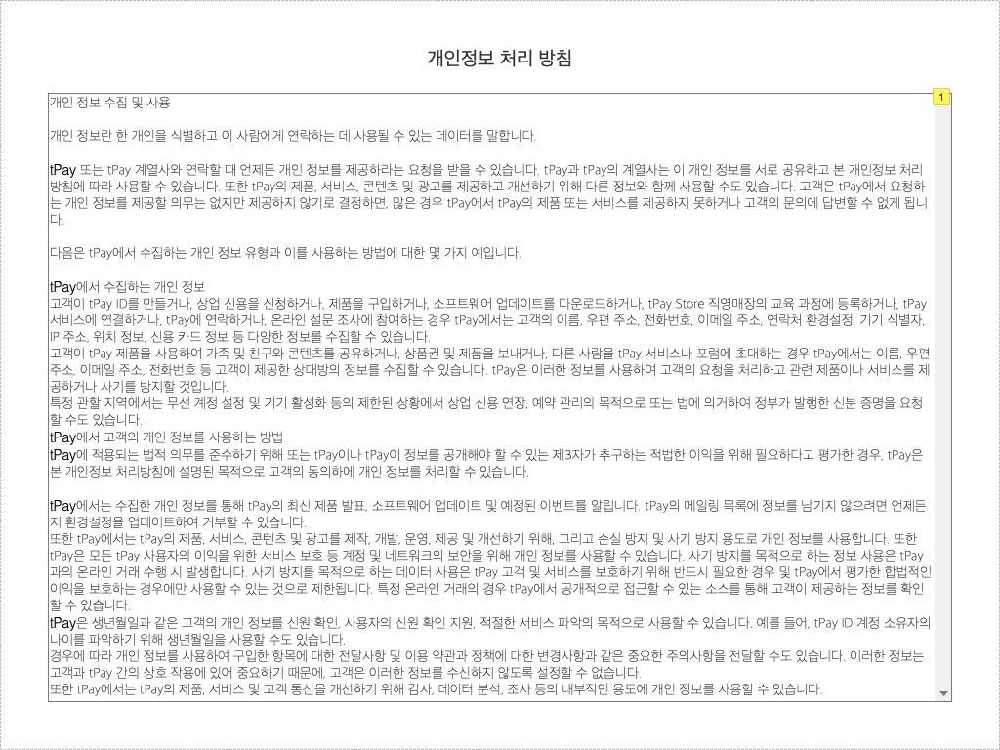 개인정보 처리 방침
1
개인 정보 수집 및 사용
개인 정보란 한 개인을 식별하고 이 사람에게 연락하는 데 사용될 수 있는 데이터를 말합니다.
tPay 또는 tPay 계열사와 연락할 때 언제든 개인 정보를 제공하라는 요청을 받을 수 있습니다. tPay과 tPay의 계열사는 이 개인 정보를 서로 공유하고 본 개인정보 처리
방침에 따라 사용할 수 있습니다. 또한 tPay의 제품, 서비스, 콘텐츠 및 광고를 제공하고 개선하기 위해 다른 정보와 함께 사용할 수도 있습니다. 고객은 tPay에서 요청하
는 개인 정보를 제공할 의무는 없지만 제공하지 않기로 결정하면, 많은 경우 tPay에서 tPay의 제품 또는 서비스를 제공하지 못하거나 고객의 문의에 답변할 수 없게 됩니
다.
다음은 tPay에서 수집하는 개인 정보 유형과 이를 사용하는 방법에 대한 몇 가지 예입니다.
tPay에서 수집하는 개인 정보
고객이 tPay ID를 만들거나, 상업 신용을 신청하거나, 제품을 구입하거나, 소프트웨어 업데이트를 다운로드하거나, tPay Store 직영매장의 교육 과정에 등록하거나, tPay
서비스에 연결하거나, tPay에 연락하거나, 온라인 설문 조사에 참여하는 경우 tPay에서는 고객의 이름, 우편 주소, 전화번호, 이메일 주소, 연락처 환경설정, 기기 식별자,
IP 주소, 위치 정보, 신용 카드 정보 등 다양한 정보를 수집할 수 있습니다.
고객이 tPay 제품을 사용하여 가족 및 친구와 콘텐츠를 공유하거나, 상품권 및 제품을 보내거나, 다른 사람을 tPay 서비스나 포럼에 초대하는 경우 tPay에서는 이름, 우편
주소, 이메일 주소, 전화번호 등 고객이 제공한 상대방의 정보를 수집할 수 있습니다. tPay은 이러한 정보를 사용하여 고객의 요청을 처리하고 관련 제품이나 서비스를 제
공하거나 사기를 방지할 것입니다.
특정 관할 지역에서는 무선 계정 설정 및 기기 활성화 등의 제한된 상황에서 상업 신용 연장, 예약 관리의 목적으로 또는 법에 의거하여 정부가 발행한 신분 증명을 요청
할 수도 있습니다.
tPay에서 고객의 개인 정보를 사용하는 방법
tPay에 적용되는 법적 의무를 준수하기 위해 또는 tPay이나 tPay이 정보를 공개해야 할 수 있는 제3자가 추구하는 적법한 이익을 위해 필요하다고 평가한 경우, tPay은
본 개인정보 처리방침에 설명된 목적으로 고객의 동의하에 개인 정보를 처리할 수 있습니다.
tPay에서는 수집한 개인 정보를 통해 tPay의 최신 제품 발표, 소프트웨어 업데이트 및 예정된 이벤트를 알립니다. tPay의 메일링 목록에 정보를 남기지 않으려면 언제든
지 환경설정을 업데이트하여 거부할 수 있습니다.
또한 tPay에서는 tPay의 제품, 서비스, 콘텐츠 및 광고를 제작, 개발, 운영, 제공 및 개선하기 위해, 그리고 손실 방지 및 사기 방지 용도로 개인 정보를 사용합니다. 또한
tPay은 모든 tPay 사용자의 이익을 위한 서비스 보호 등 계정 및 네트워크의 보안을 위해 개인 정보를 사용할 수 있습니다. 사기 방지를 목적으로 하는 정보 사용은 tPay
과의 온라인 거래 수행 시 발생합니다. 사기 방지를 목적으로 하는 데이터 사용은 tPay 고객 및 서비스를 보호하기 위해 반드시 필요한 경우 및 tPay에서 평가한 합법적인
이익을 보호하는 경우에만 사용할 수 있는 것으로 제한됩니다. 특정 온라인 거래의 경우 tPay에서 공개적으로 접근할 수 있는 소스를 통해 고객이 제공하는 정보를 확인
할 수 있습니다.
tPay은 생년월일과 같은 고객의 개인 정보를 신원 확인, 사용자의 신원 확인 지원, 적절한 서비스 파악의 목적으로 사용할 수 있습니다. 예를 들어, tPay ID 계정 소유자의
나이를 파악하기 위해 생년월일을 사용할 수도 있습니다.
경우에 따라 개인 정보를 사용하여 구입한 항목에 대한 전달사항 및 이용 약관과 정책에 대한 변경사항과 같은 중요한 주의사항을 전달할 수도 있습니다. 이러한 정보는
고객과 tPay 간의 상호 작용에 있어 중요하기 때문에, 고객은 이러한 정보를 수신하지 않도록 설정할 수 없습니다.
또한 tPay에서는 tPay의 제품, 서비스 및 고객 통신을 개선하기 위해 감사, 데이터 분석, 조사 등의 내부적인 용도에 개인 정보를 사용할 수 있습니다.